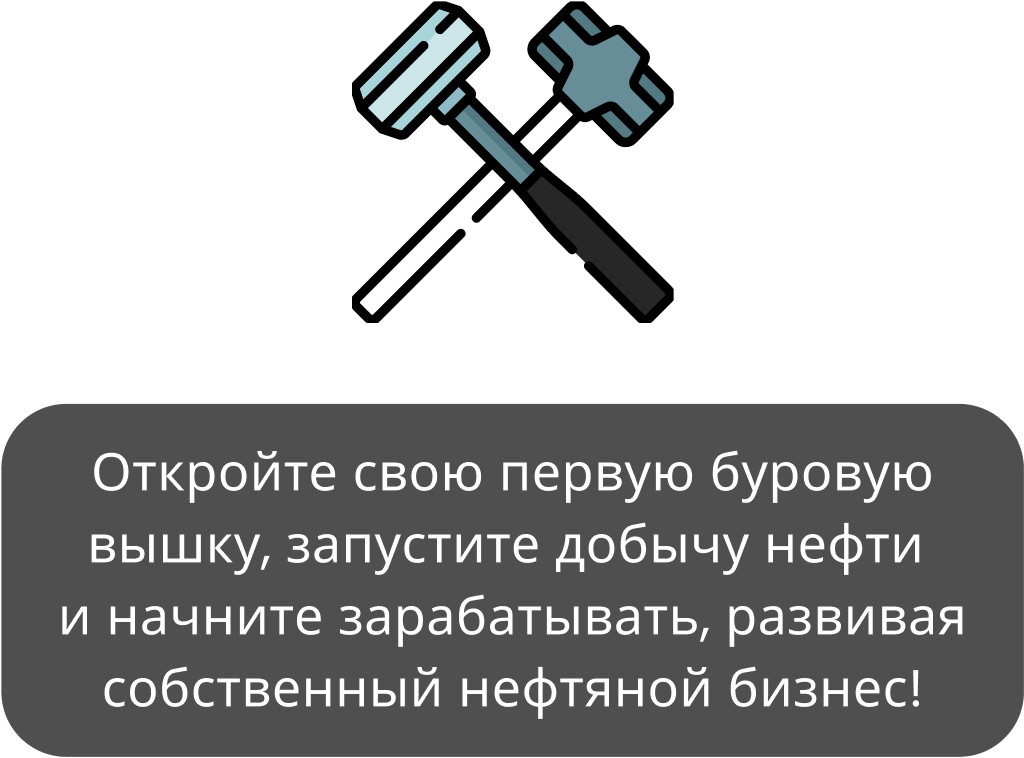 Откройте свою первую буровую
вышку, запустите добычу нефти
и начните зарабатывать, развивая
собственный нефтяной бизнес!